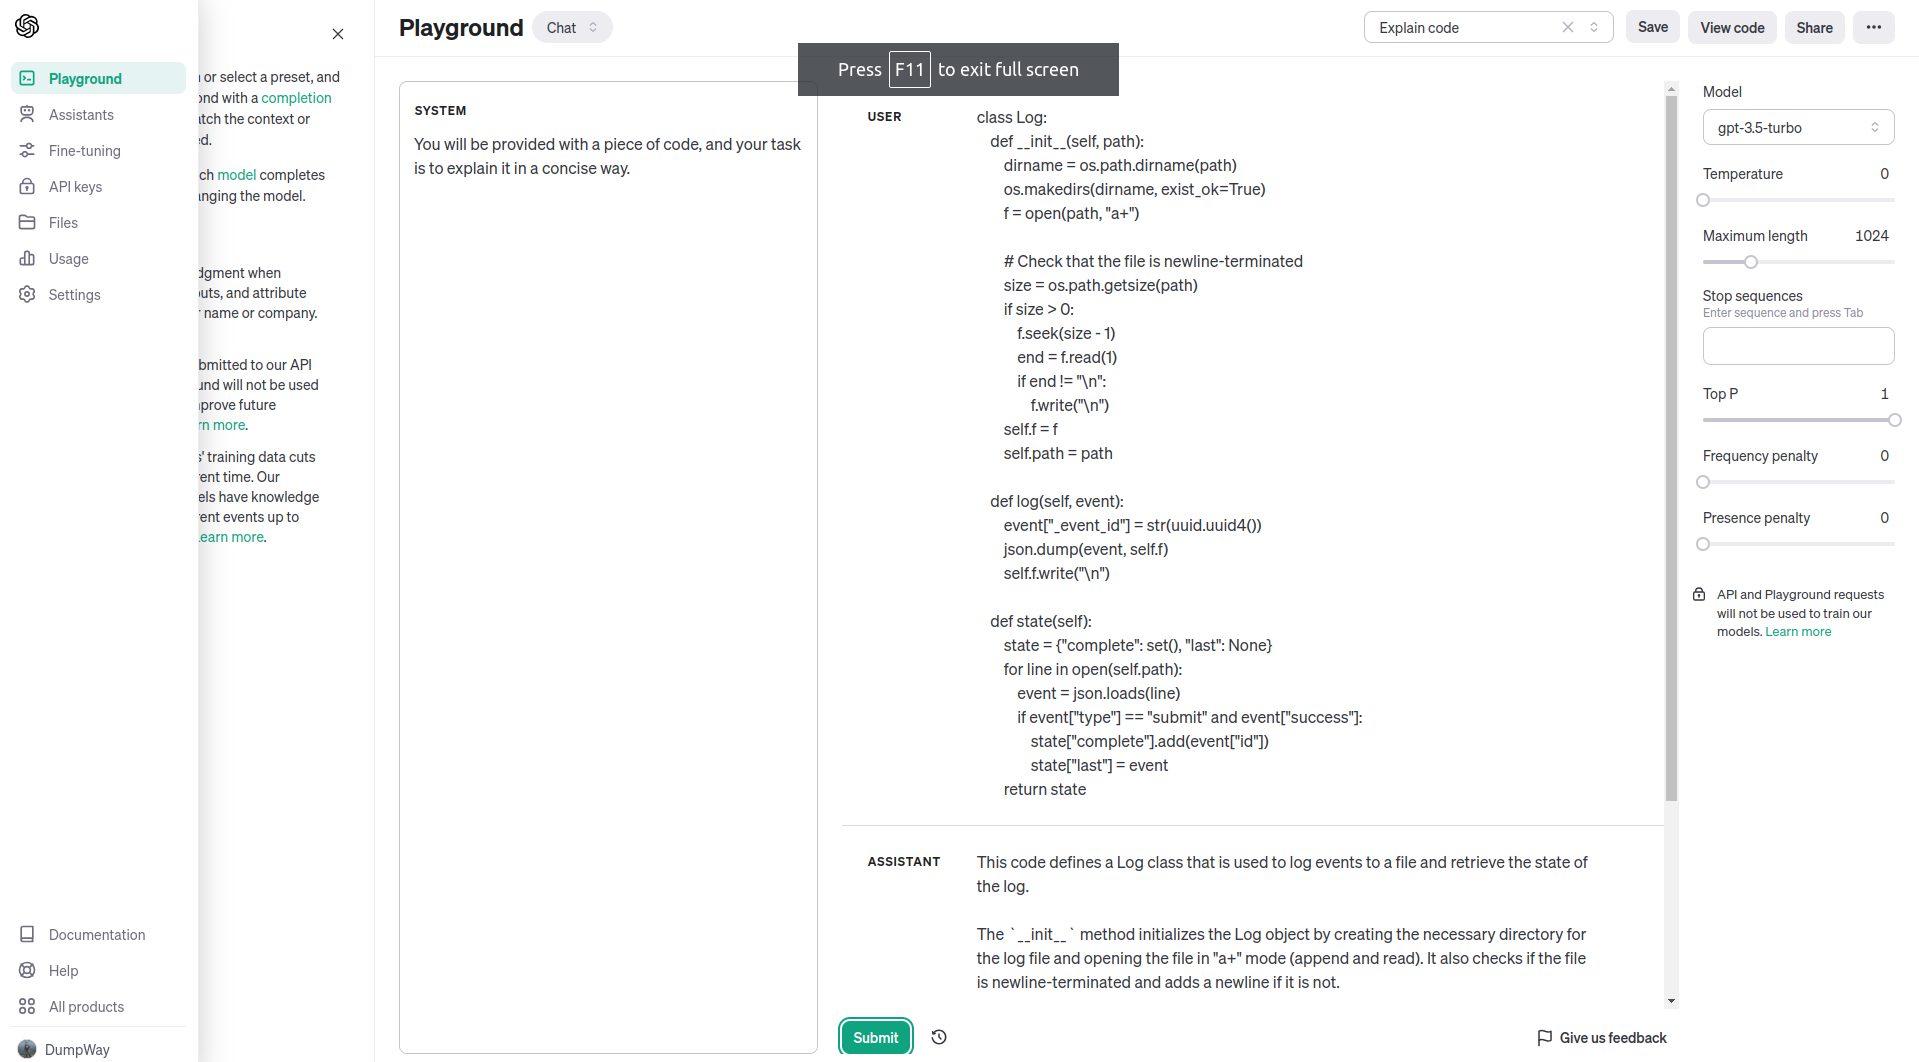 Playground
Assistants
Fine-tuning
API keys
Files
Usage
Settings
Documentation
Help
All products
DumpWay
or select a preset, and
ond with a completion
atch the context or
ed.
ch model completes
anging the model.
dgment when
outs, and attribute
name or company.
bmitted to our API
und will not be used
prove future
rn more.
s' training data cuts
rent time. Our
els have knowledge
rent events up to
Learn more.
Playground
Chat
Explain code
Save
View code
Share
Press F11 to exit full screen
SYSTEM
You will be provided with a piece of code, and your task
is to explain it in a concise way.
USER
class Log:
def __init__(self, path):
dirname = os.path.dirname(path)
os.makedirs(dirname, exist_ok=True)
f = open(path, "a+")
# Check that the file is newline-terminated
size = os.path.getsize(path)
if size > 0:
f.seek(size - 1)
end = f.read(1)
if end != "\n":
f.write("\n")
self.f = f
self.path = path
def log(self, event):
event["_event_id"] = str(uuid.uuid4())
json.dump(event, self.f)
self.f.write("\n")
def state(self):
state = {"complete": set(), "last": None}
for line in open(self.path):
event = json.loads(line)
if event["type"] == "submit" and event["success"]:
state["complete"].add(event["id"])
state["last"] = event
return state
ASSISTANT
This code defines a Log class that is used to log events to a file and retrieve the state of
the log.
The `__init__` method initializes the Log object by creating the necessary directory for
the log file and opening the file in "a+" mode (append and read). It also checks if the file
is newline-terminated and adds a newline if it is not.
Submit
Give us feedback
Model
gpt-3.5-turbo
Temperature 0
Maximum length 1024
Stop sequences
Enter sequence and press Tab
Top P 1
Frequency penalty 0
Presence penalty 0
API and Playground requests
will not be used to train our
models. Learn more